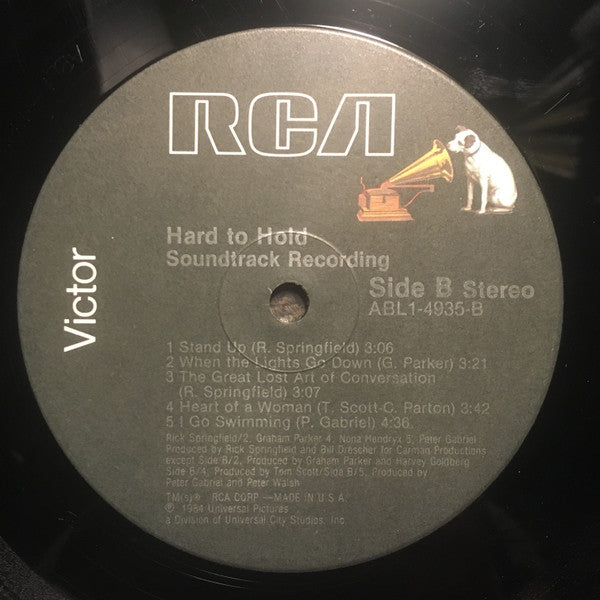 RCA
Victor
Hard to Hold
Soundtrack Recording
Side B Stereo
ABL1-4935-B
1 Stand Up (R. Springfield) 3:06
2 When the Lights Go Down (G. Parker) 3:21
3 The Great Lost Art of Conversation
(R. Springfield) 3:07
4 Heart of a Woman (T. Scott-C. Parton) 3:42
5 I Go Swimming (P. Gabriel) 4:36
Rick Springfield/2, Graham Parker 4, Nona Hendryx 5, Peter Gabriel
Produced by Rick Springfield and Bill Drescher for Carman Productions
except Side B/2, Produced by Graham Parker and Harvey Goldberg
Side B/4, Produced by Tom Scott/Side B/5, Produced by
Peter Gabriel and Peter Walsh
TM(s)® RCA CORP—MADE IN U.S.A.
℗ 1984 Universal Pictures
a Division of Universal City Studios, Inc.